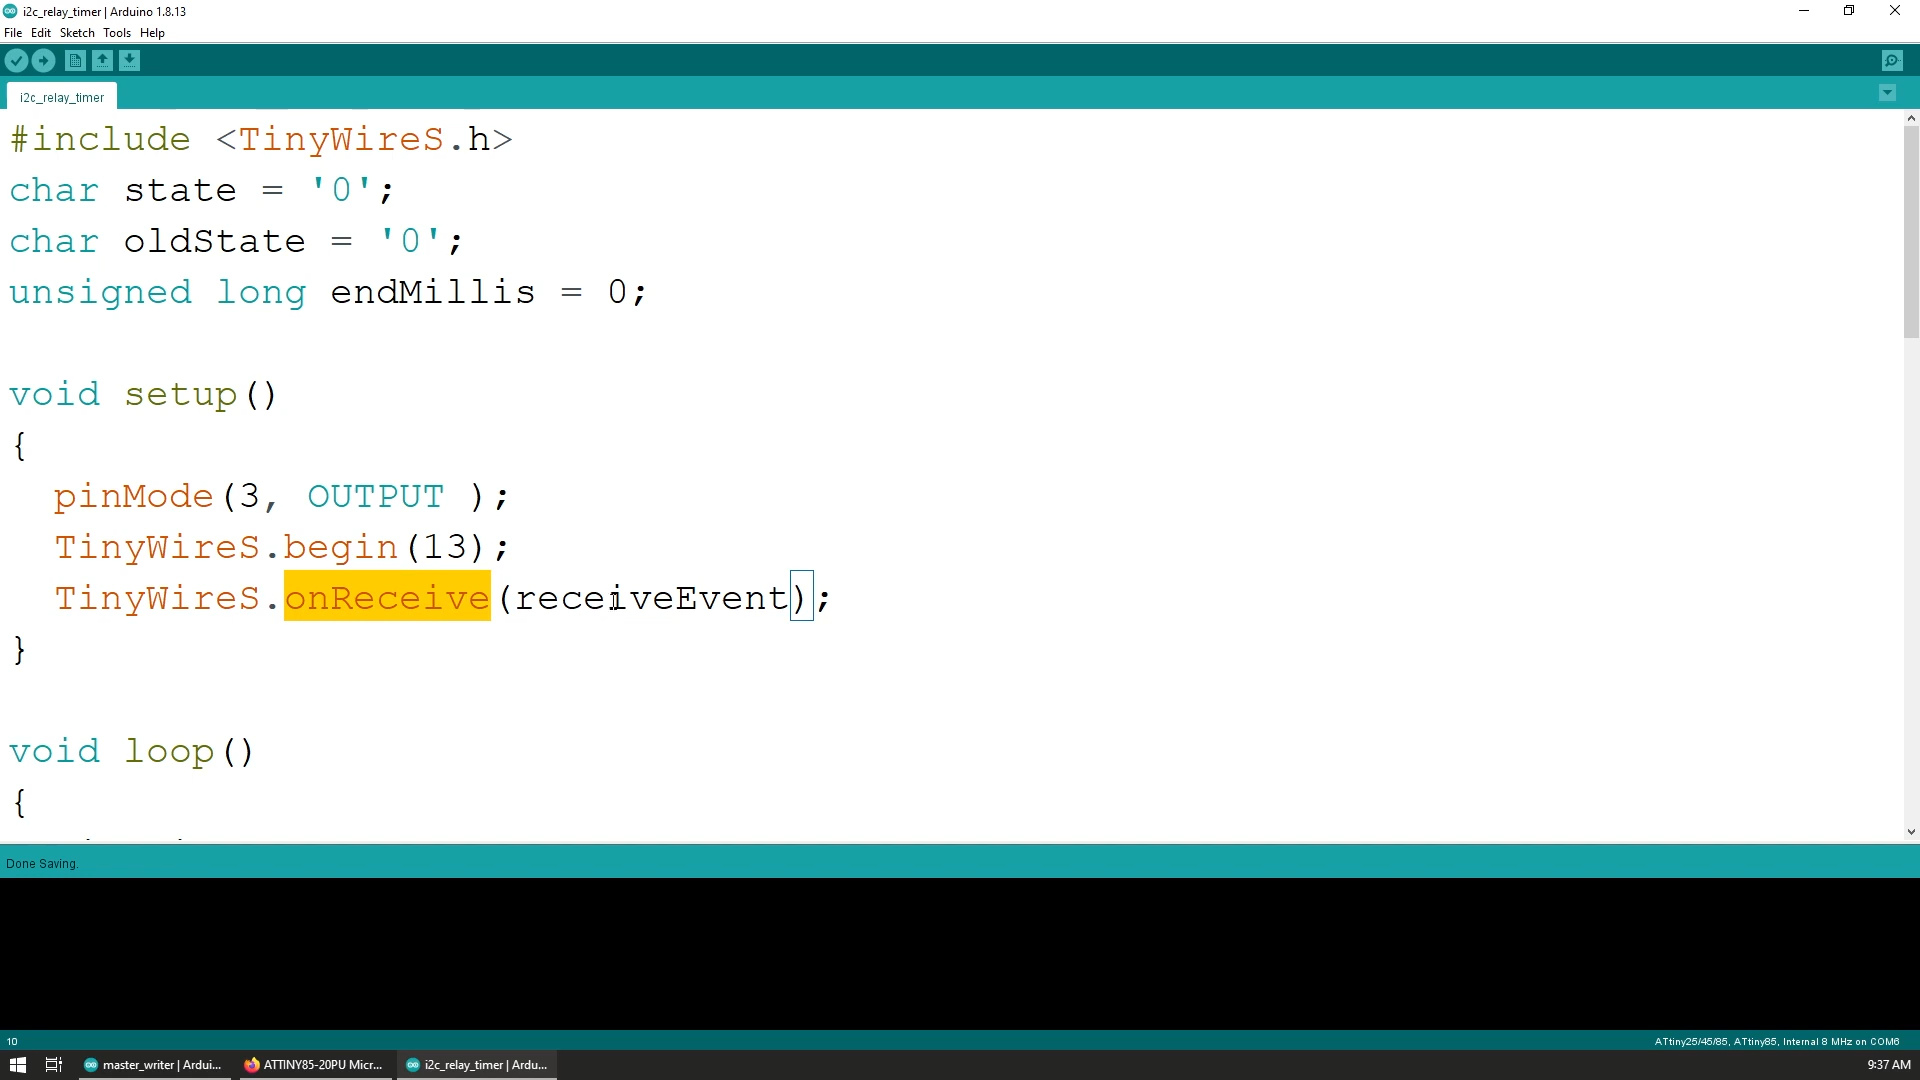 i2c_relay_timer | Arduino 1.8.13
File Edit Sketch Tools Help
i2c_relay_timer
#include <TinyWireS.h>
char state = '0';
char oldState = '0';
unsigned long endMillis = 0;
void setup()
{
pinMode(3, OUTPUT );
TinyWireS.begin(13);
TinyWireS.onReceive(receiveEvent);
}
void loop()
{
Done Saving.
10
ATtiny25/45/85, ATtiny85, Internal 8 MHz on COM6
master_writer | Ardui...
ATTINY85-20PU Micr...
i2c_relay_timer | Ardu...
9:37 AM